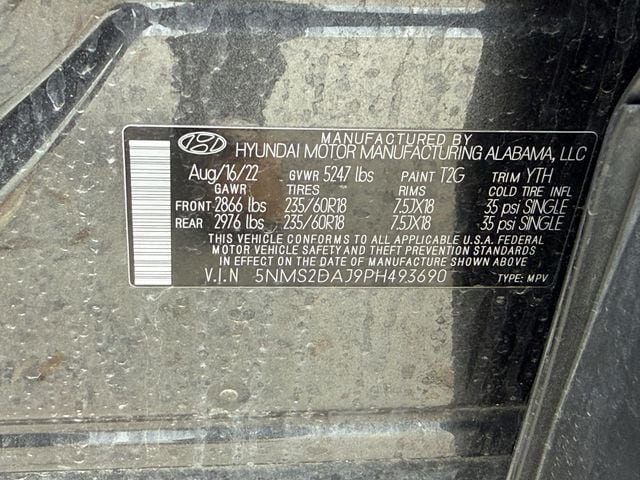 MANUFACTURED BY
HYUNDAI MOTOR MANUFACTURING ALABAMA, LLC
Aug/16/22 GVWR 5247 lbs PAINT T2G TRIM YTH
GAWR TIRES RIMS COLD TIRE INFL
FRONT 2866 lbs 235/60R18 7.5JX18 35 psi SINGLE
REAR 2976 lbs 235/60R18 7.5JX18 35 psi SINGLE
THIS VEHICLE CONFORMS TO ALL APPLICABLE U.S.A. FEDERAL
MOTOR VEHICLE SAFETY AND THEFT PREVENTION STANDARDS
IN EFFECT ON THE DATE OF MANUFACTURE SHOWN ABOVE.
V.I.N 5NMS2DAJ9PH493690 TYPE: MPV